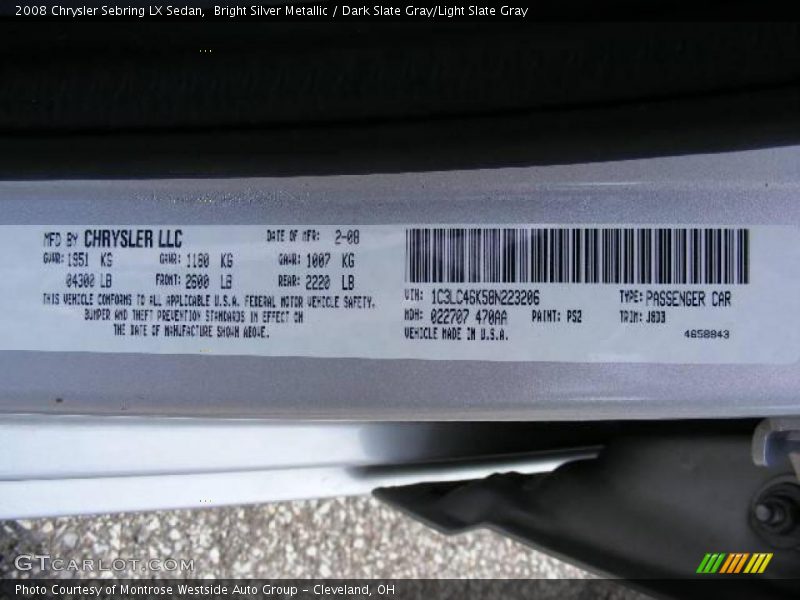 2008 Chrysler Sebring LX Sedan, Bright Silver Metallic / Dark Slate Gray/Light Slate Gray
MFD BY CHRYSLER LLC DATE OF MFR: 2-08
GVWR: 1951 KG GAWR: 1180 KG GAWR: 1007 KG
04300 LB FRONT: 2600 LB REAR: 2220 LB
THIS VEHICLE CONFORMS TO ALL APPLICABLE U.S.A. FEDERAL MOTOR VEHICLE SAFETY,
BUMPER AND THEFT PREVENTION STANDARDS IN EFFECT ON
THE DATE OF MANUFACTURE SHOWN ABOVE.
VIN: 1C3LC46K58N223206 TYPE: PASSENGER CAR
MDH: 022707 470AA PAINT: PS2 TRIM: J8D3
VEHICLE MADE IN U.S.A. 4658843
GTCARLOT.COM
Photo Courtesy of Montrose Westside Auto Group - Cleveland, OH